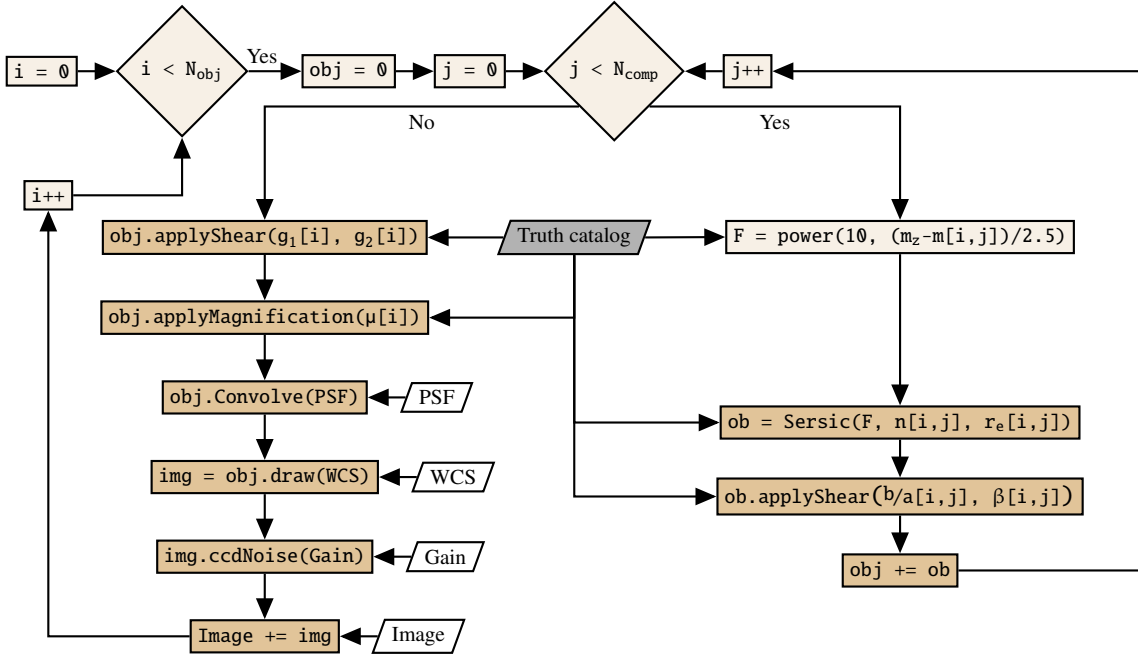 i = 0
i < N_obj
Yes
obj = 0
j = 0
j < N_comp
j++
No
Yes
i++
obj.applyShear(g₁[i], g₂[i])
Truth catalog
F = power(10, (m_z-m[i,j])/2.5)
obj.applyMagnification(μ[i])
obj.Convolve(PSF)
PSF
ob = Sersic(F, n[i,j], r_e[i,j])
img = obj.draw(WCS)
WCS
ob.applyShear(b/a[i,j], β[i,j])
img.ccdNoise(Gain)
Gain
obj += ob
Image += img
Image